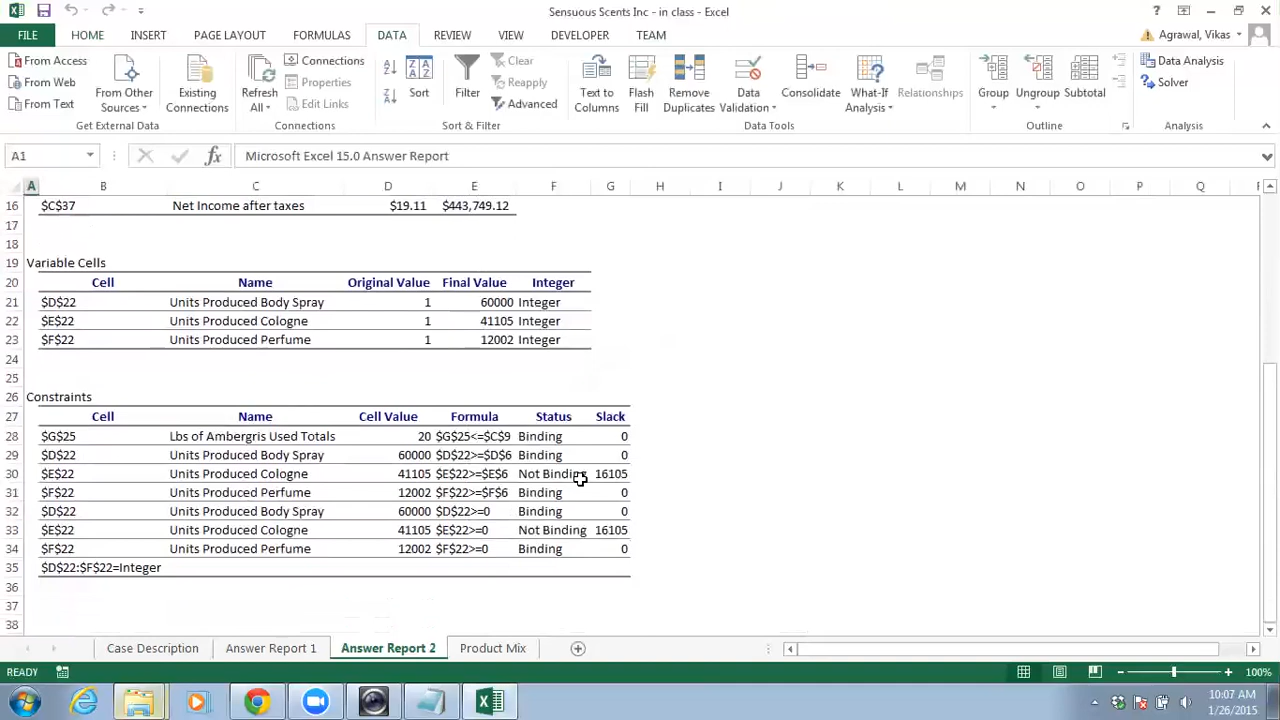 Sensuous Scents Inc - in class - Excel
FILE HOME INSERT PAGE LAYOUT FORMULAS DATA REVIEW VIEW DEVELOPER TEAM Agrawal, Vikas
From Access
From Web
From Text
From Other Sources
Existing Connections
Get External Data
Refresh All
Connections
Properties
Edit Links
Connections
Sort
Filter
Clear
Reapply
Advanced
Sort & Filter
Text to Columns
Flash Fill
Remove Duplicates
Data Validation
Consolidate
What-If Analysis
Relationships
Data Tools
Group
Ungroup
Subtotal
Outline
Data Analysis
Solver
Analysis
A1 fx Microsoft Excel 15.0 Answer Report
A B C D E F G H I J K L M N O P Q
16 $C$37 Net Income after taxes $19.11 $443,749.12
17
18
19 Variable Cells
20 Cell Name Original Value Final Value Integer
21 $D$22 Units Produced Body Spray 1 60000 Integer
22 $E$22 Units Produced Cologne 1 41105 Integer
23 $F$22 Units Produced Perfume 1 12002 Integer
24
25
26 Constraints
27 Cell Name Cell Value Formula Status Slack
28 $G$25 Lbs of Ambergris Used Totals 20 $G$25<=$C$9 Binding 0
29 $D$22 Units Produced Body Spray 60000 $D$22>=$D$6 Binding 0
30 $E$22 Units Produced Cologne 41105 $E$22>=$E$6 Not Binding 16105
31 $F$22 Units Produced Perfume 12002 $F$22>=$F$6 Binding 0
32 $D$22 Units Produced Body Spray 60000 $D$22>=0 Binding 0
33 $E$22 Units Produced Cologne 41105 $E$22>=0 Not Binding 16105
34 $F$22 Units Produced Perfume 12002 $F$22>=0 Binding 0
35 $D$22:$F$22=Integer
36
37
38
Case Description Answer Report 1 Answer Report 2 Product Mix
READY 100%
10:07 AM
1/26/2015